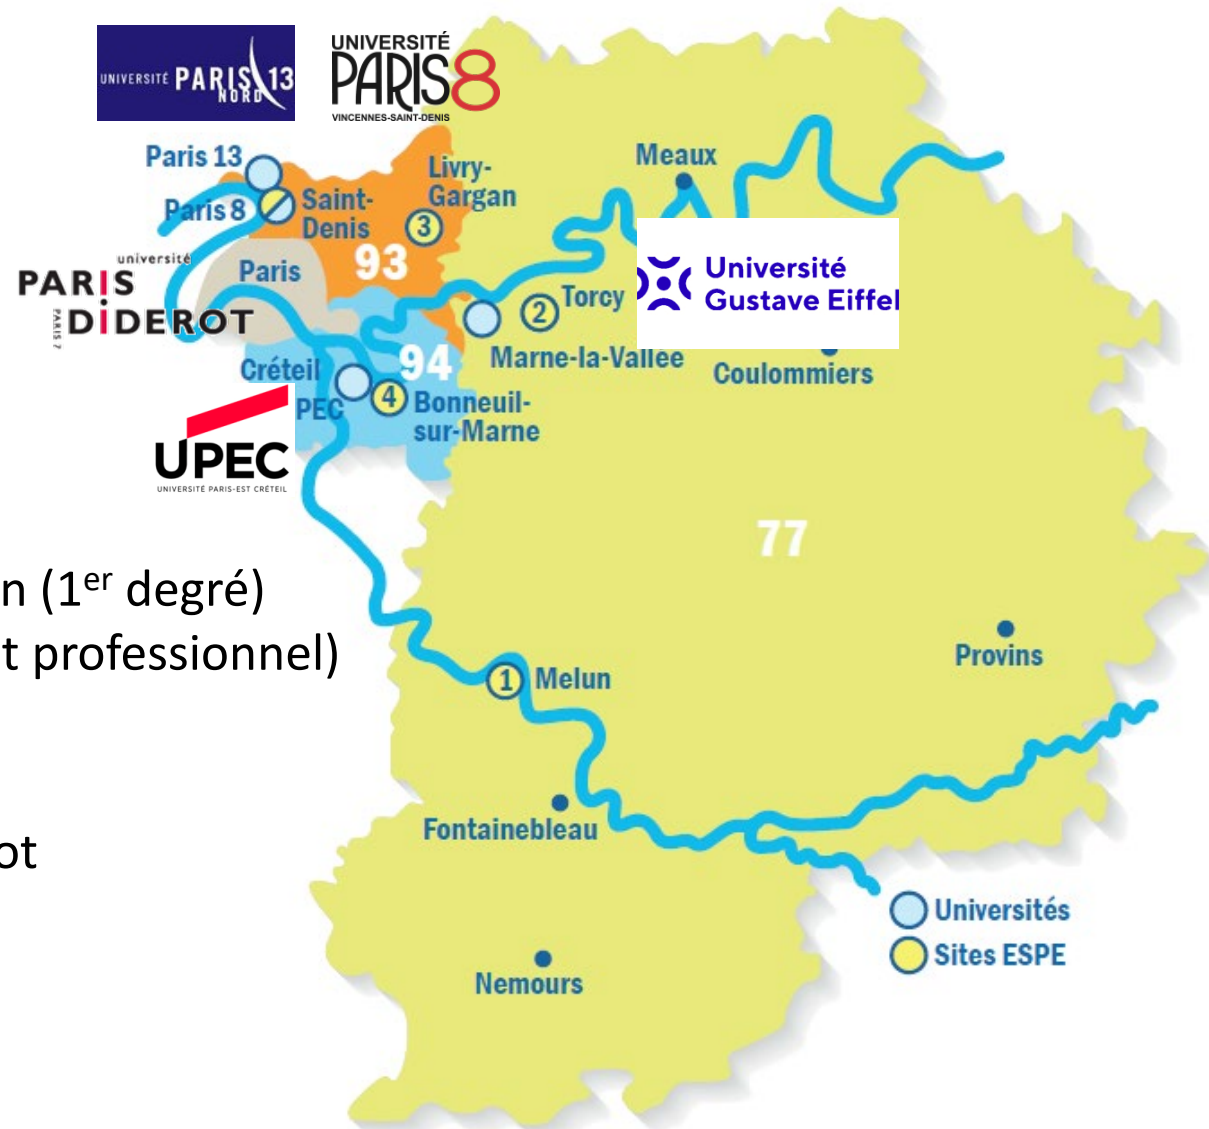 UNIVERSITÉ PARIS 13
NORD
UNIVERSITÉ
PARIS8
VINCENNES-SAINT-DENIS
Paris 13
Paris 8
Saint-
Denis
Livry-
Gargan
3
93
Meaux
université
PARIS
DiDEROT
PARIS 7
Paris
Université
Gustave Eiffel
2
Torcy
Marne-la-Vallée
Coulommiers
94
Créteil
PEC
4
Bonneuil-
sur-Marne
UPEC
UNIVERSITÉ PARIS-EST CRÉTEIL
77
n (1er degré)
t professionnel)
Provins
1
Melun
ot
Fontainebleau
Universités
Sites ESPE
Nemours